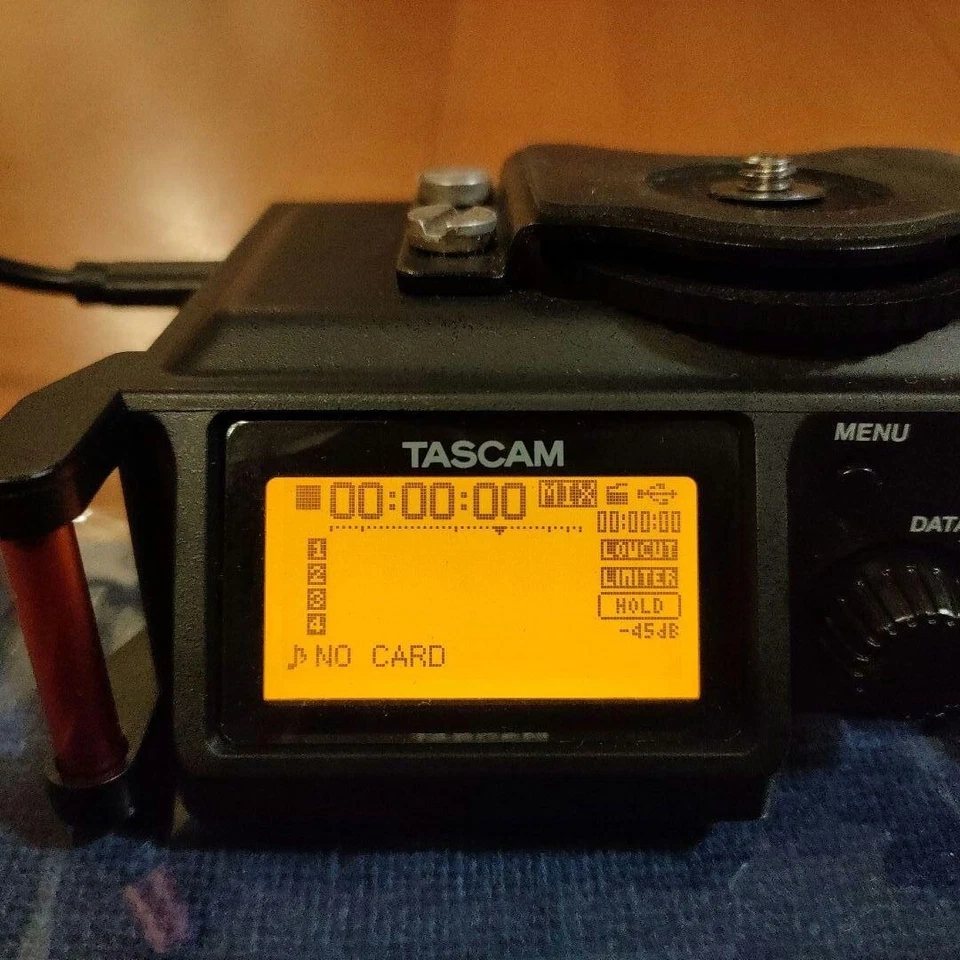 TASCAM
00:00:00 MIX
00:00:00
1 LOWCUT
2 LIMITER
3 HOLD
4 -45dB
NO CARD
MENU
DATA